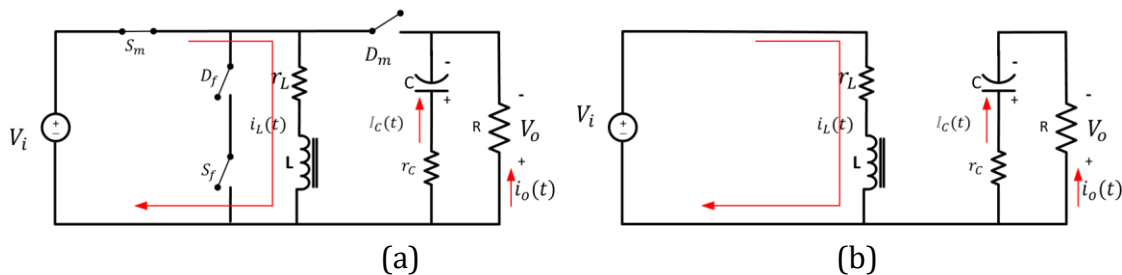 S_m
D_m
D_f
r_L
C
-
+
-
V_i
+
-
i_L(t)
I_C(t)
R
V_o
S_f
L
r_C
+
i_o(t)
(a)
r_L
C
-
+
-
V_i
+
-
i_L(t)
I_C(t)
R
V_o
L
r_C
+
i_o(t)
(b)